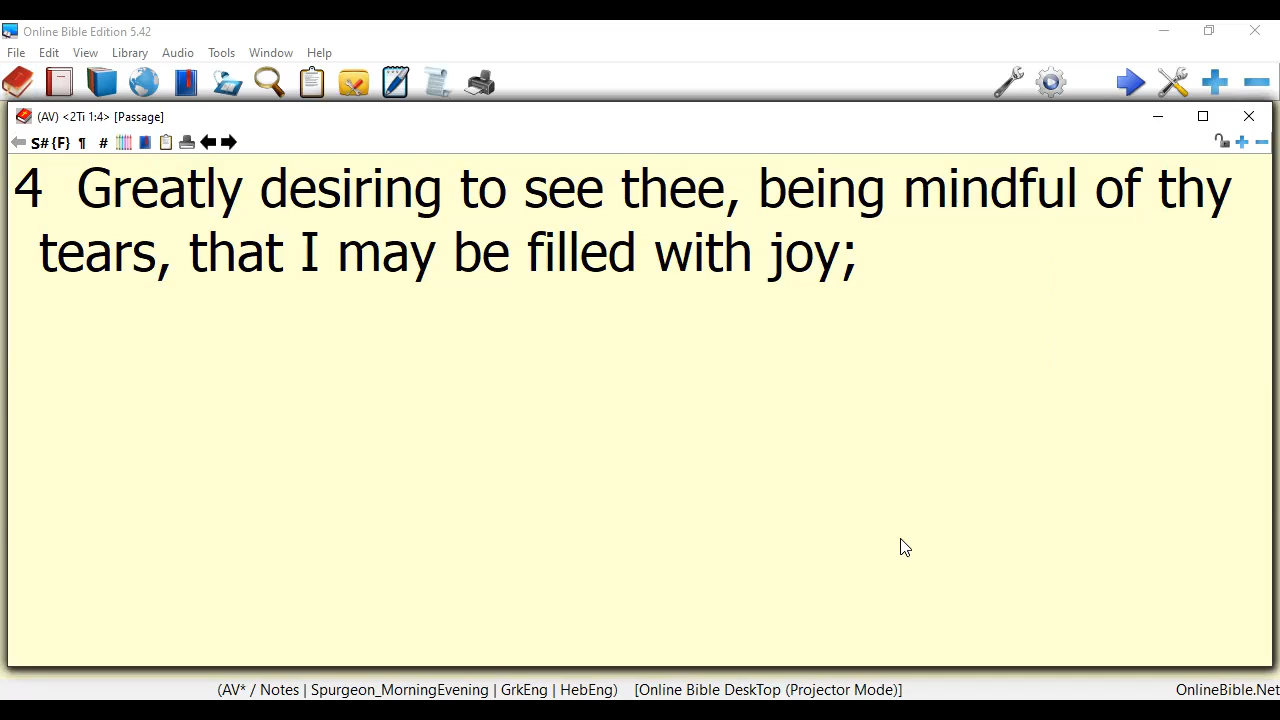 Online Bible Edition 5.42
File Edit View Library Audio Tools Window Help
(AV) <2Ti 1:4> [Passage]
S# {F} ¶ #
4 Greatly desiring to see thee, being mindful of thy
tears, that I may be filled with joy;
(AV* / Notes | Spurgeon_MorningEvening | GrkEng | HebEng) [Online Bible DeskTop (Projector Mode)] OnlineBible.Net